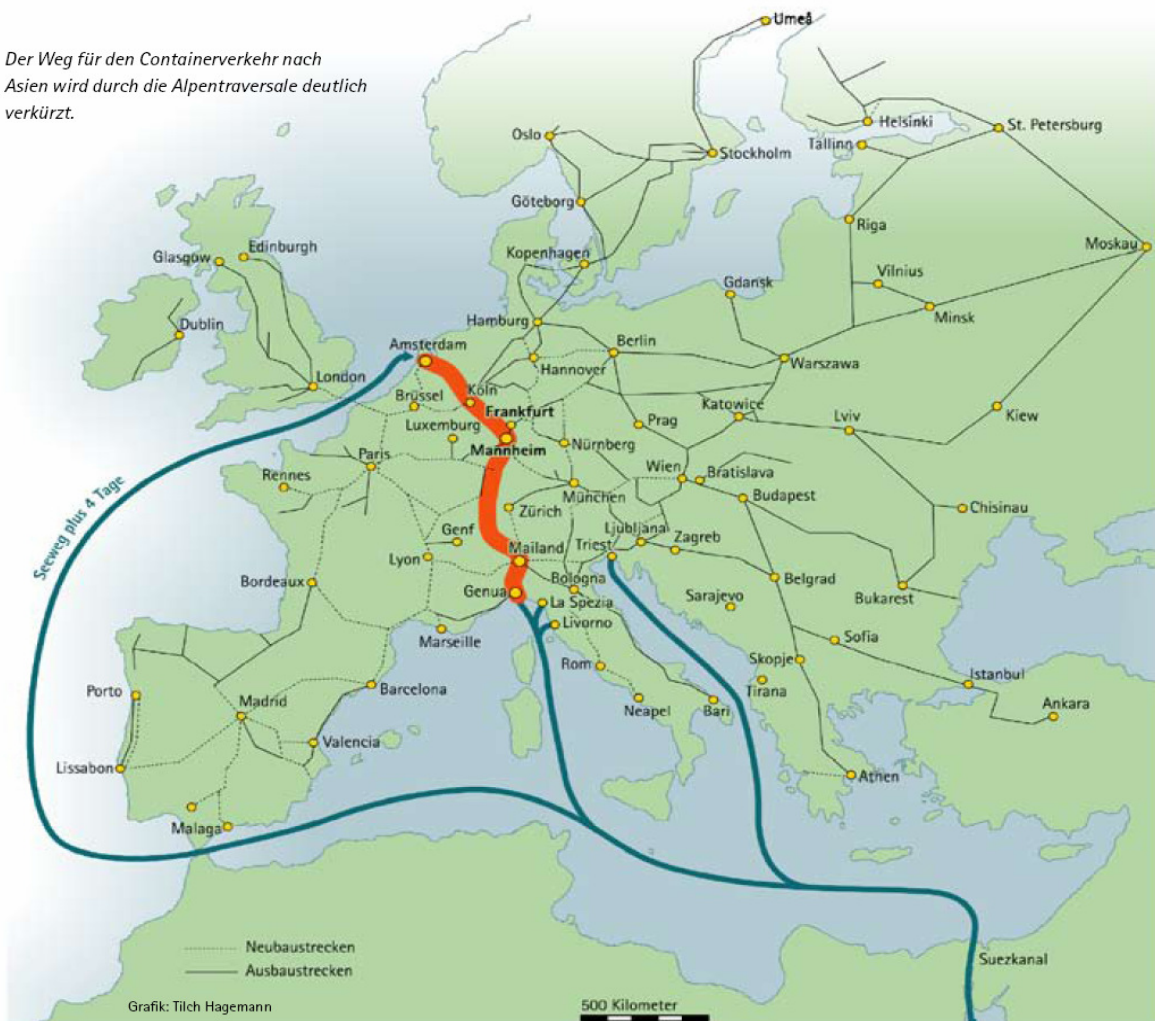 Der Weg für den Containerverkehr nach
Asien wird durch die Alpentraversale deutlich
verkürzt.
Umeå
Oslo
Helsinki
St. Petersburg
Tallinn
Stockholm
Göteborg
Riga
Moskau
Edinburgh
Glasgow
Kopenhagen
Gdansk
Vilnius
Minsk
Dublin
Hamburg
Amsterdam
Berlin
Hannover
Warszawa
London
Brüssel
Köln
Frankfurt
Katowice
Lviv
Kiew
Luxemburg
Prag
Mannheim
Nürnberg
Paris
Wien
Bratislava
Rennes
München
Budapest
Seeweg plus 4 Tage
Zürich
Chisinau
Genf
Ljubljana
Zagreb
Lyon
Mailand
Triest
Bordeaux
Genua
Bologna
Belgrad
La Spezia
Sarajevo
Bukarest
Marseille
Livorno
Sofia
Rom
Skopje
Istanbul
Porto
Barcelona
Tirana
Madrid
Neapel
Bari
Ankara
Valencia
Lissabon
Athen
Malaga
Neubaustrecken
Suezkanal
Ausbaustrecken
Grafik: Tilch Hagemann
500 Kilometer